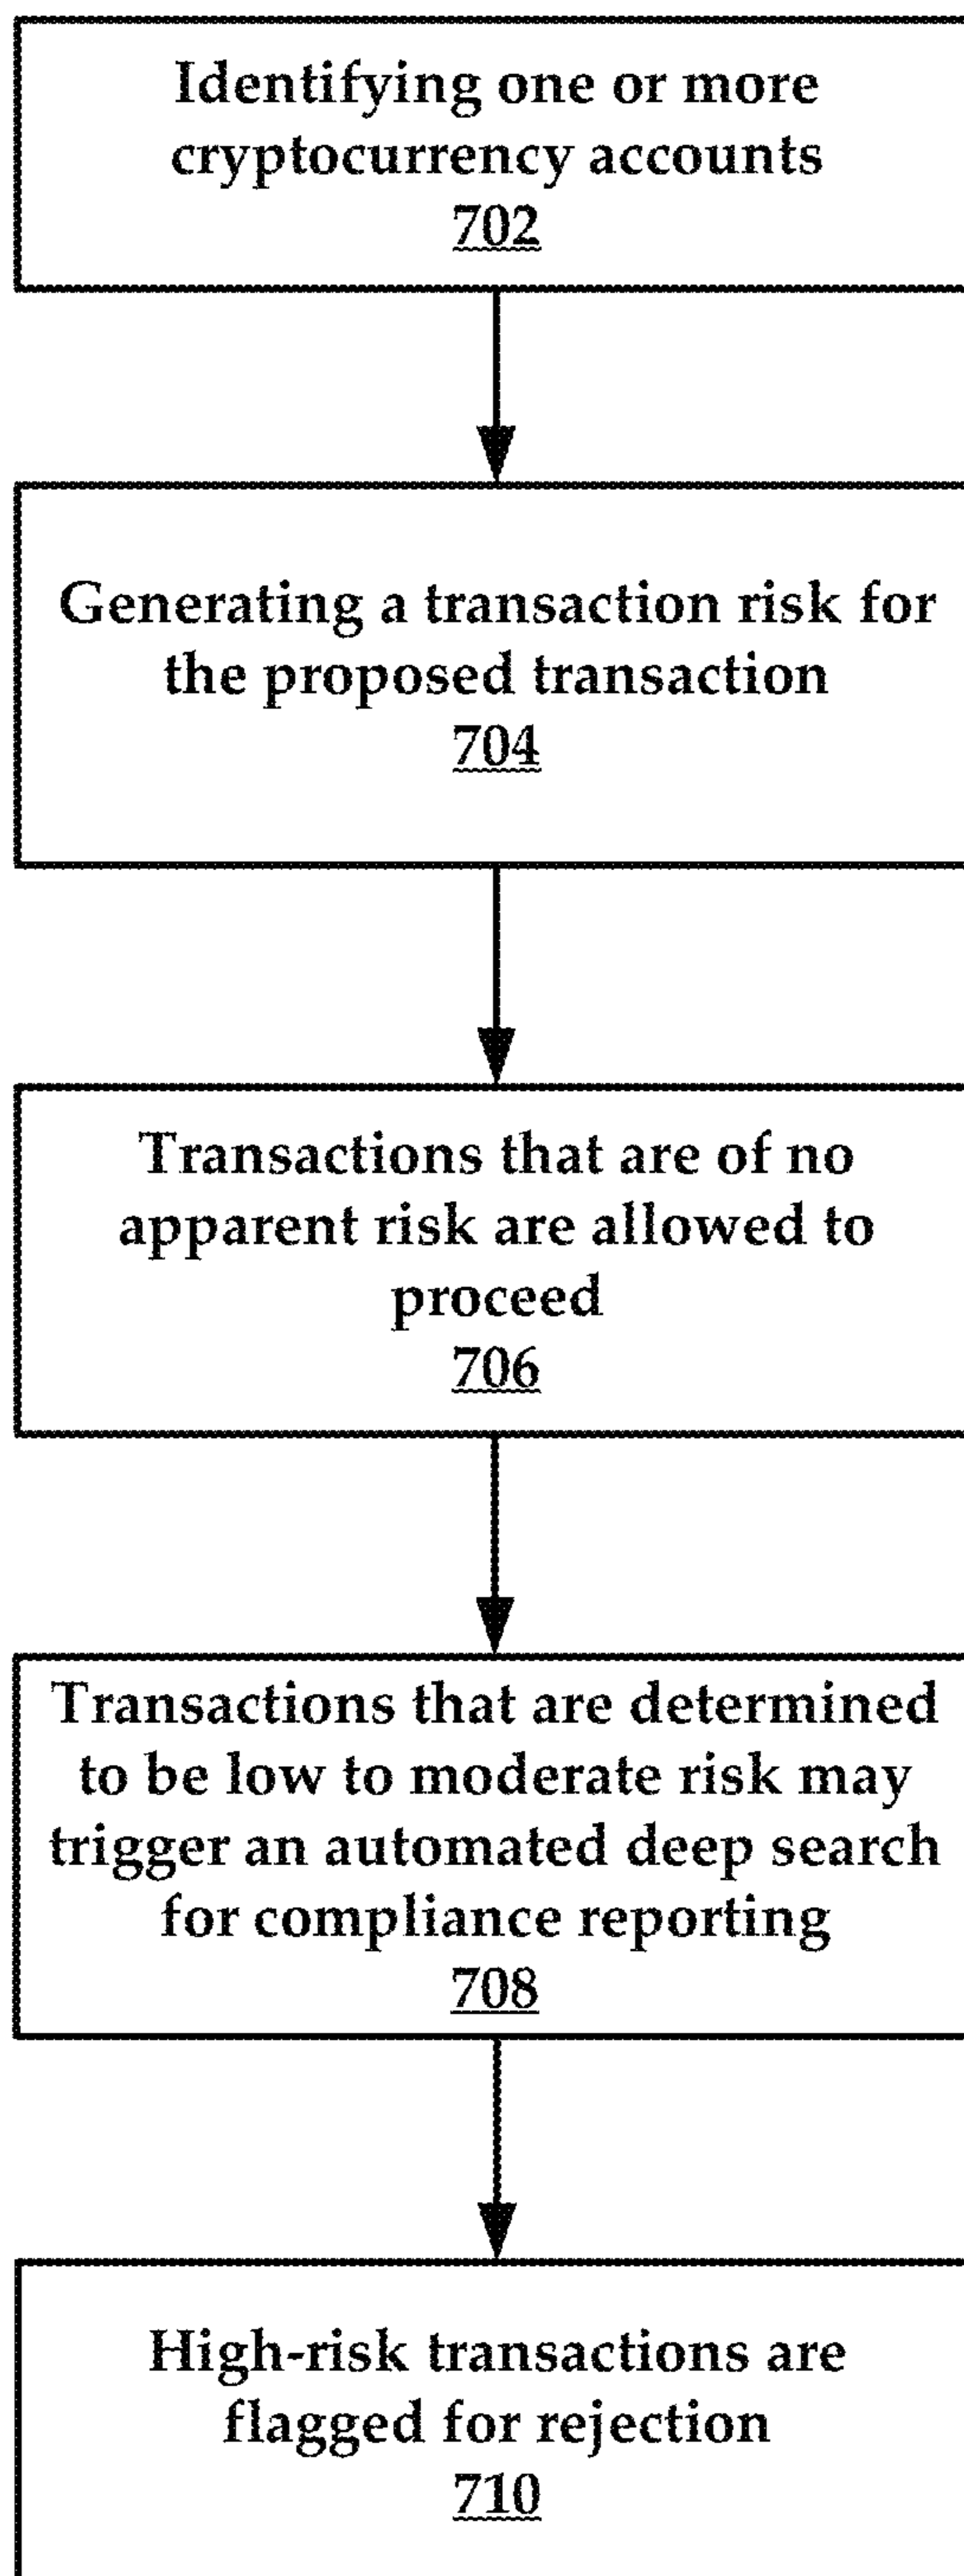 Identifying one or more
cryptocurrency accounts
702
Generating a transaction risk for
the proposed transaction
704
Transactions that are of no
apparent risk are allowed to
proceed
706
Transactions that are determined
to be low to moderate risk may
trigger an automated deep search
for compliance reporting
708
High-risk transactions are
flagged for rejection
710